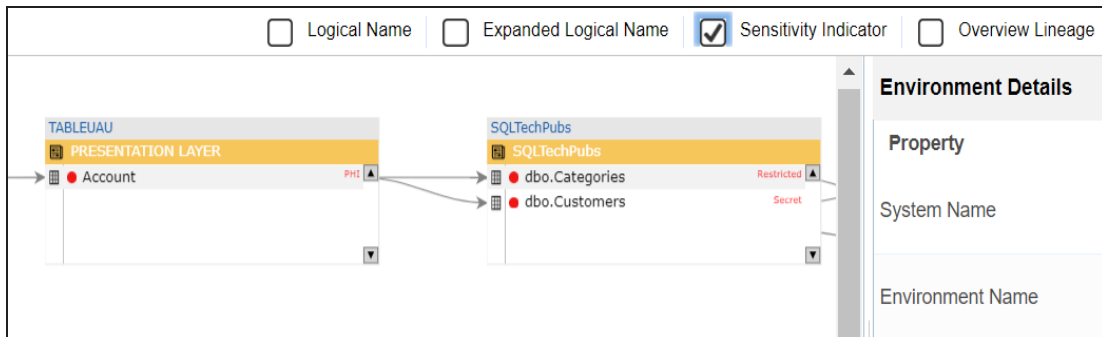 Logical Name Expanded Logical Name Sensitivity Indicator Overview Lineage
TABLEUAU
PRESENTATION LAYER
Account PHI
SQLTechPubs
SQLTechPubs
dbo.Categories Restricted
dbo.Customers Secret
Environment Details
Property
System Name
Environment Name